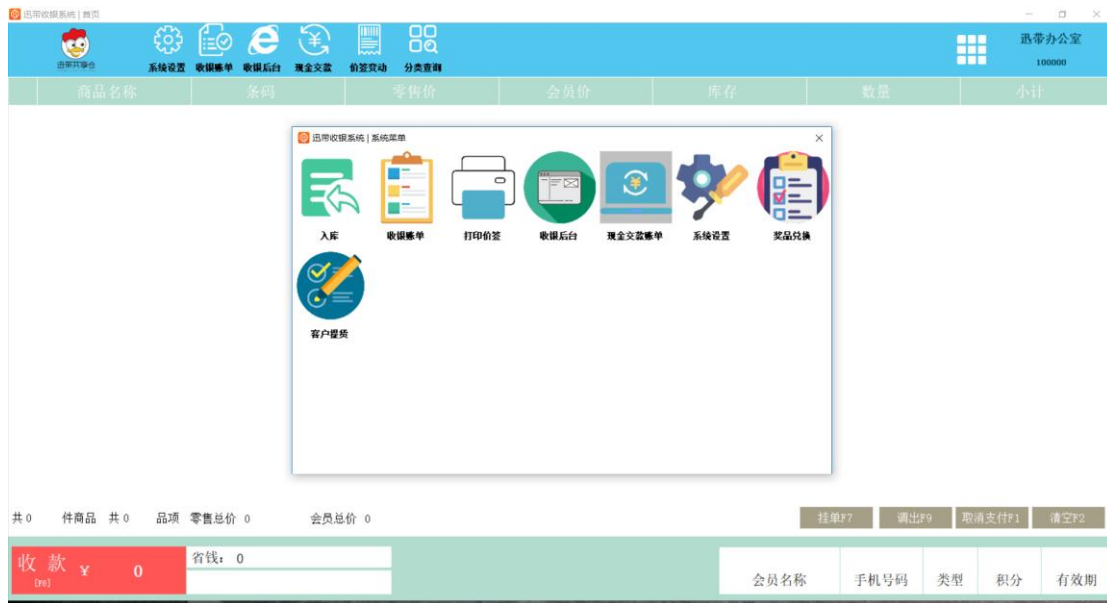 迅带收银系统 | 首页
迅带共享仓
系统设置 收银账单 收银后台 现金交款 价签变动 分类查询
迅带办公室
100000
商品名称 条码 零售价 会员价 库存 数量 小计
迅带收银系统 | 系统菜单
入库 收银账单 打印价签 收银后台 现金交款账单 系统设置 奖品兑换
客户提货
共 0 件商品 共 0 品项 零售总价 0 会员总价 0
挂单F7 调出F9 取消支付F1 清空F2
收 款 ¥ 0
[F6]
省钱: 0
会员名称 手机号码 类型 积分 有效期